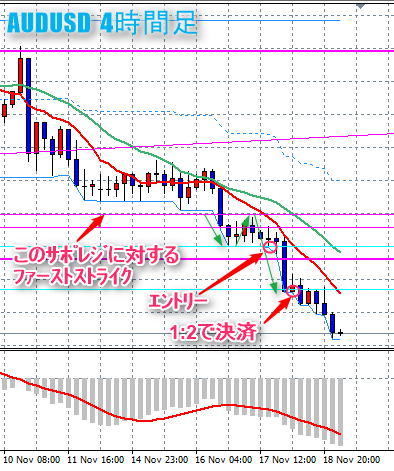 AUDUSD 4時間足
このサポレジに対する
ファーストストライク
エントリー
1:2で決済
10 Nov 08:00
11 Nov 16:00
14 Nov 23:00
16 Nov 04:00
17 Nov 12:00
18 Nov 20:00